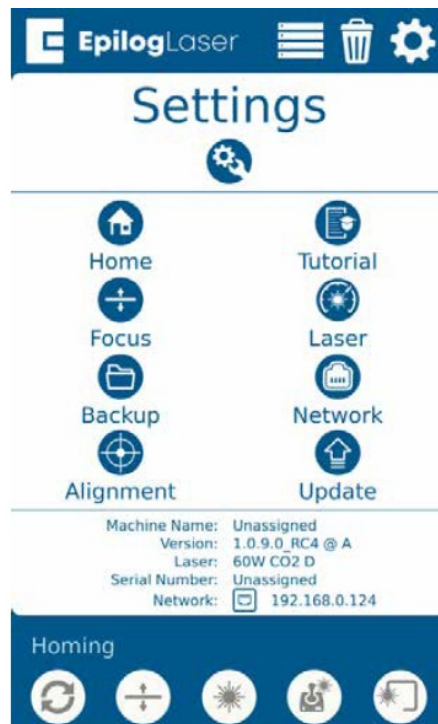 EpilogLaser
Settings
Home Tutorial
Focus Laser
Backup Network
Alignment Update
Machine Name: Unassigned
Version: 1.0.9.0_RC4 @ A
Laser: 60W CO2 D
Serial Number: Unassigned
Network: 192.168.0.124
Homing